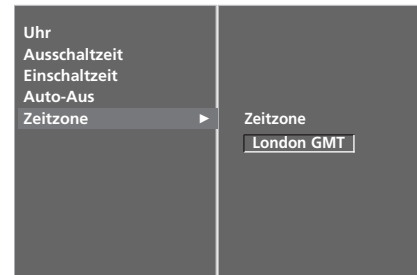 Uhr
Ausschaltzeit
Einschaltzeit
Auto-Aus
Zeitzone
Zeitzone
London GMT